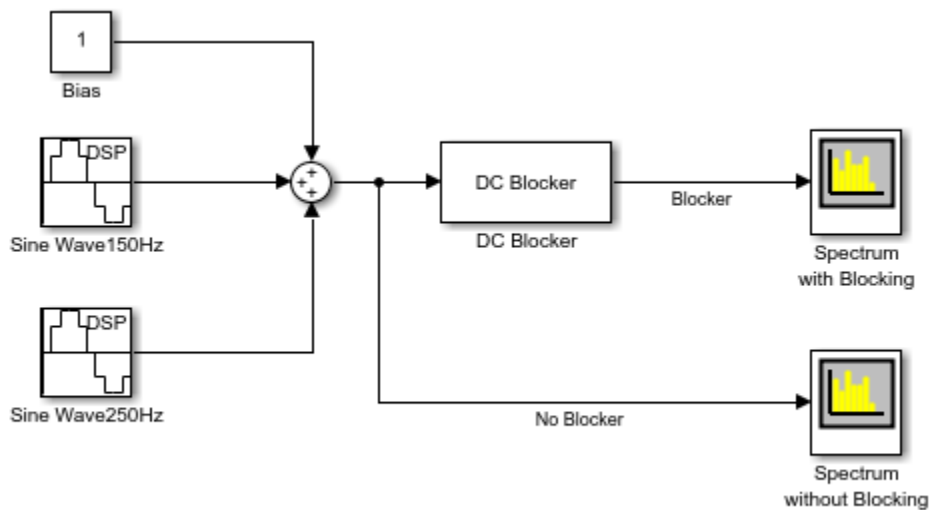 1
Bias
DSP
Sine Wave150Hz
+
+
+
DC Blocker
DC Blocker
Blocker
Spectrum
with Blocking
DSP
Sine Wave250Hz
No Blocker
Spectrum
without Blocking